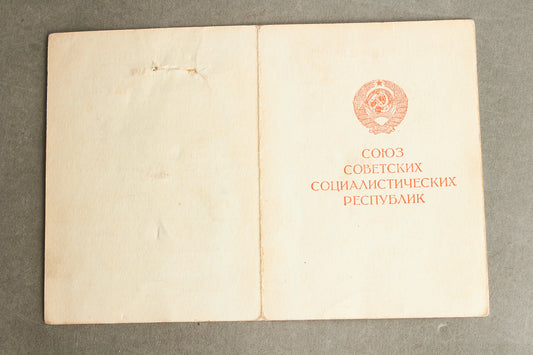 СОЮЗ
СОВЕТСКИХ
СОЦИАЛИСТИЧЕСКИХ
РЕСПУБЛИК